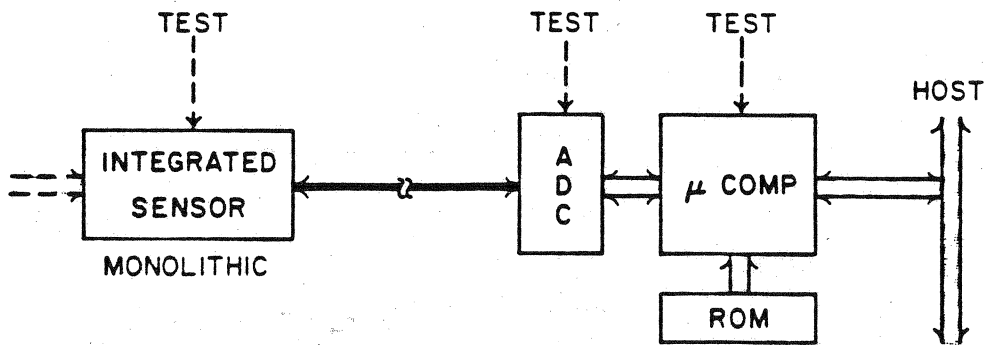 TEST
TEST
TEST
HOST
INTEGRATED
SENSOR
MONOLITHIC
A
D
C
μ COMP
ROM